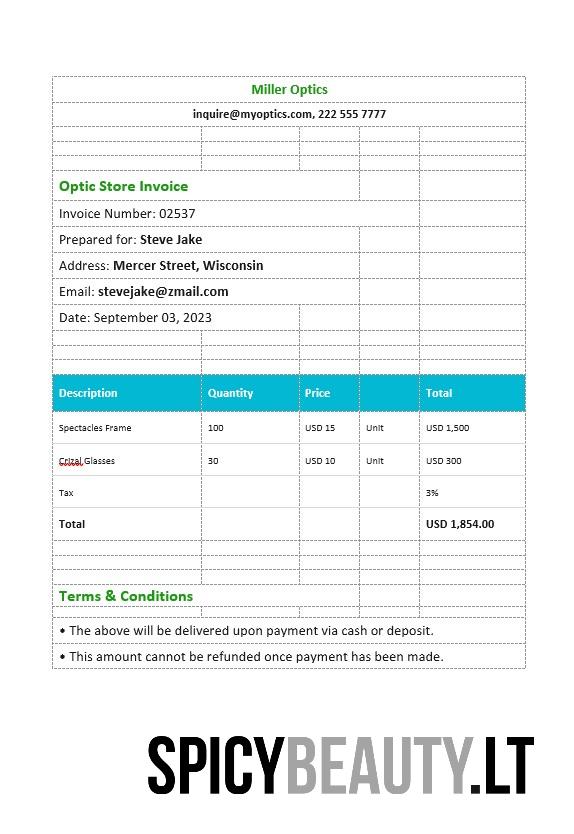 Miller Optics
inquire@myoptics.com, 222 555 7777
Optic Store Invoice
Invoice Number: 02537
Prepared for: Steve Jake
Address: Mercer Street, Wisconsin
Email: stevejake@zmail.com
Date: September 03, 2023
Description Quantity Price Total
Spectacles Frame 100 USD 15 Unit USD 1,500
Crizal Glasses 30 USD 10 Unit USD 300
Tax 3%
Total USD 1,854.00
Terms & Conditions
• The above will be delivered upon payment via cash or deposit.
• This amount cannot be refunded once payment has been made.
SPICYBEAUTY.LT